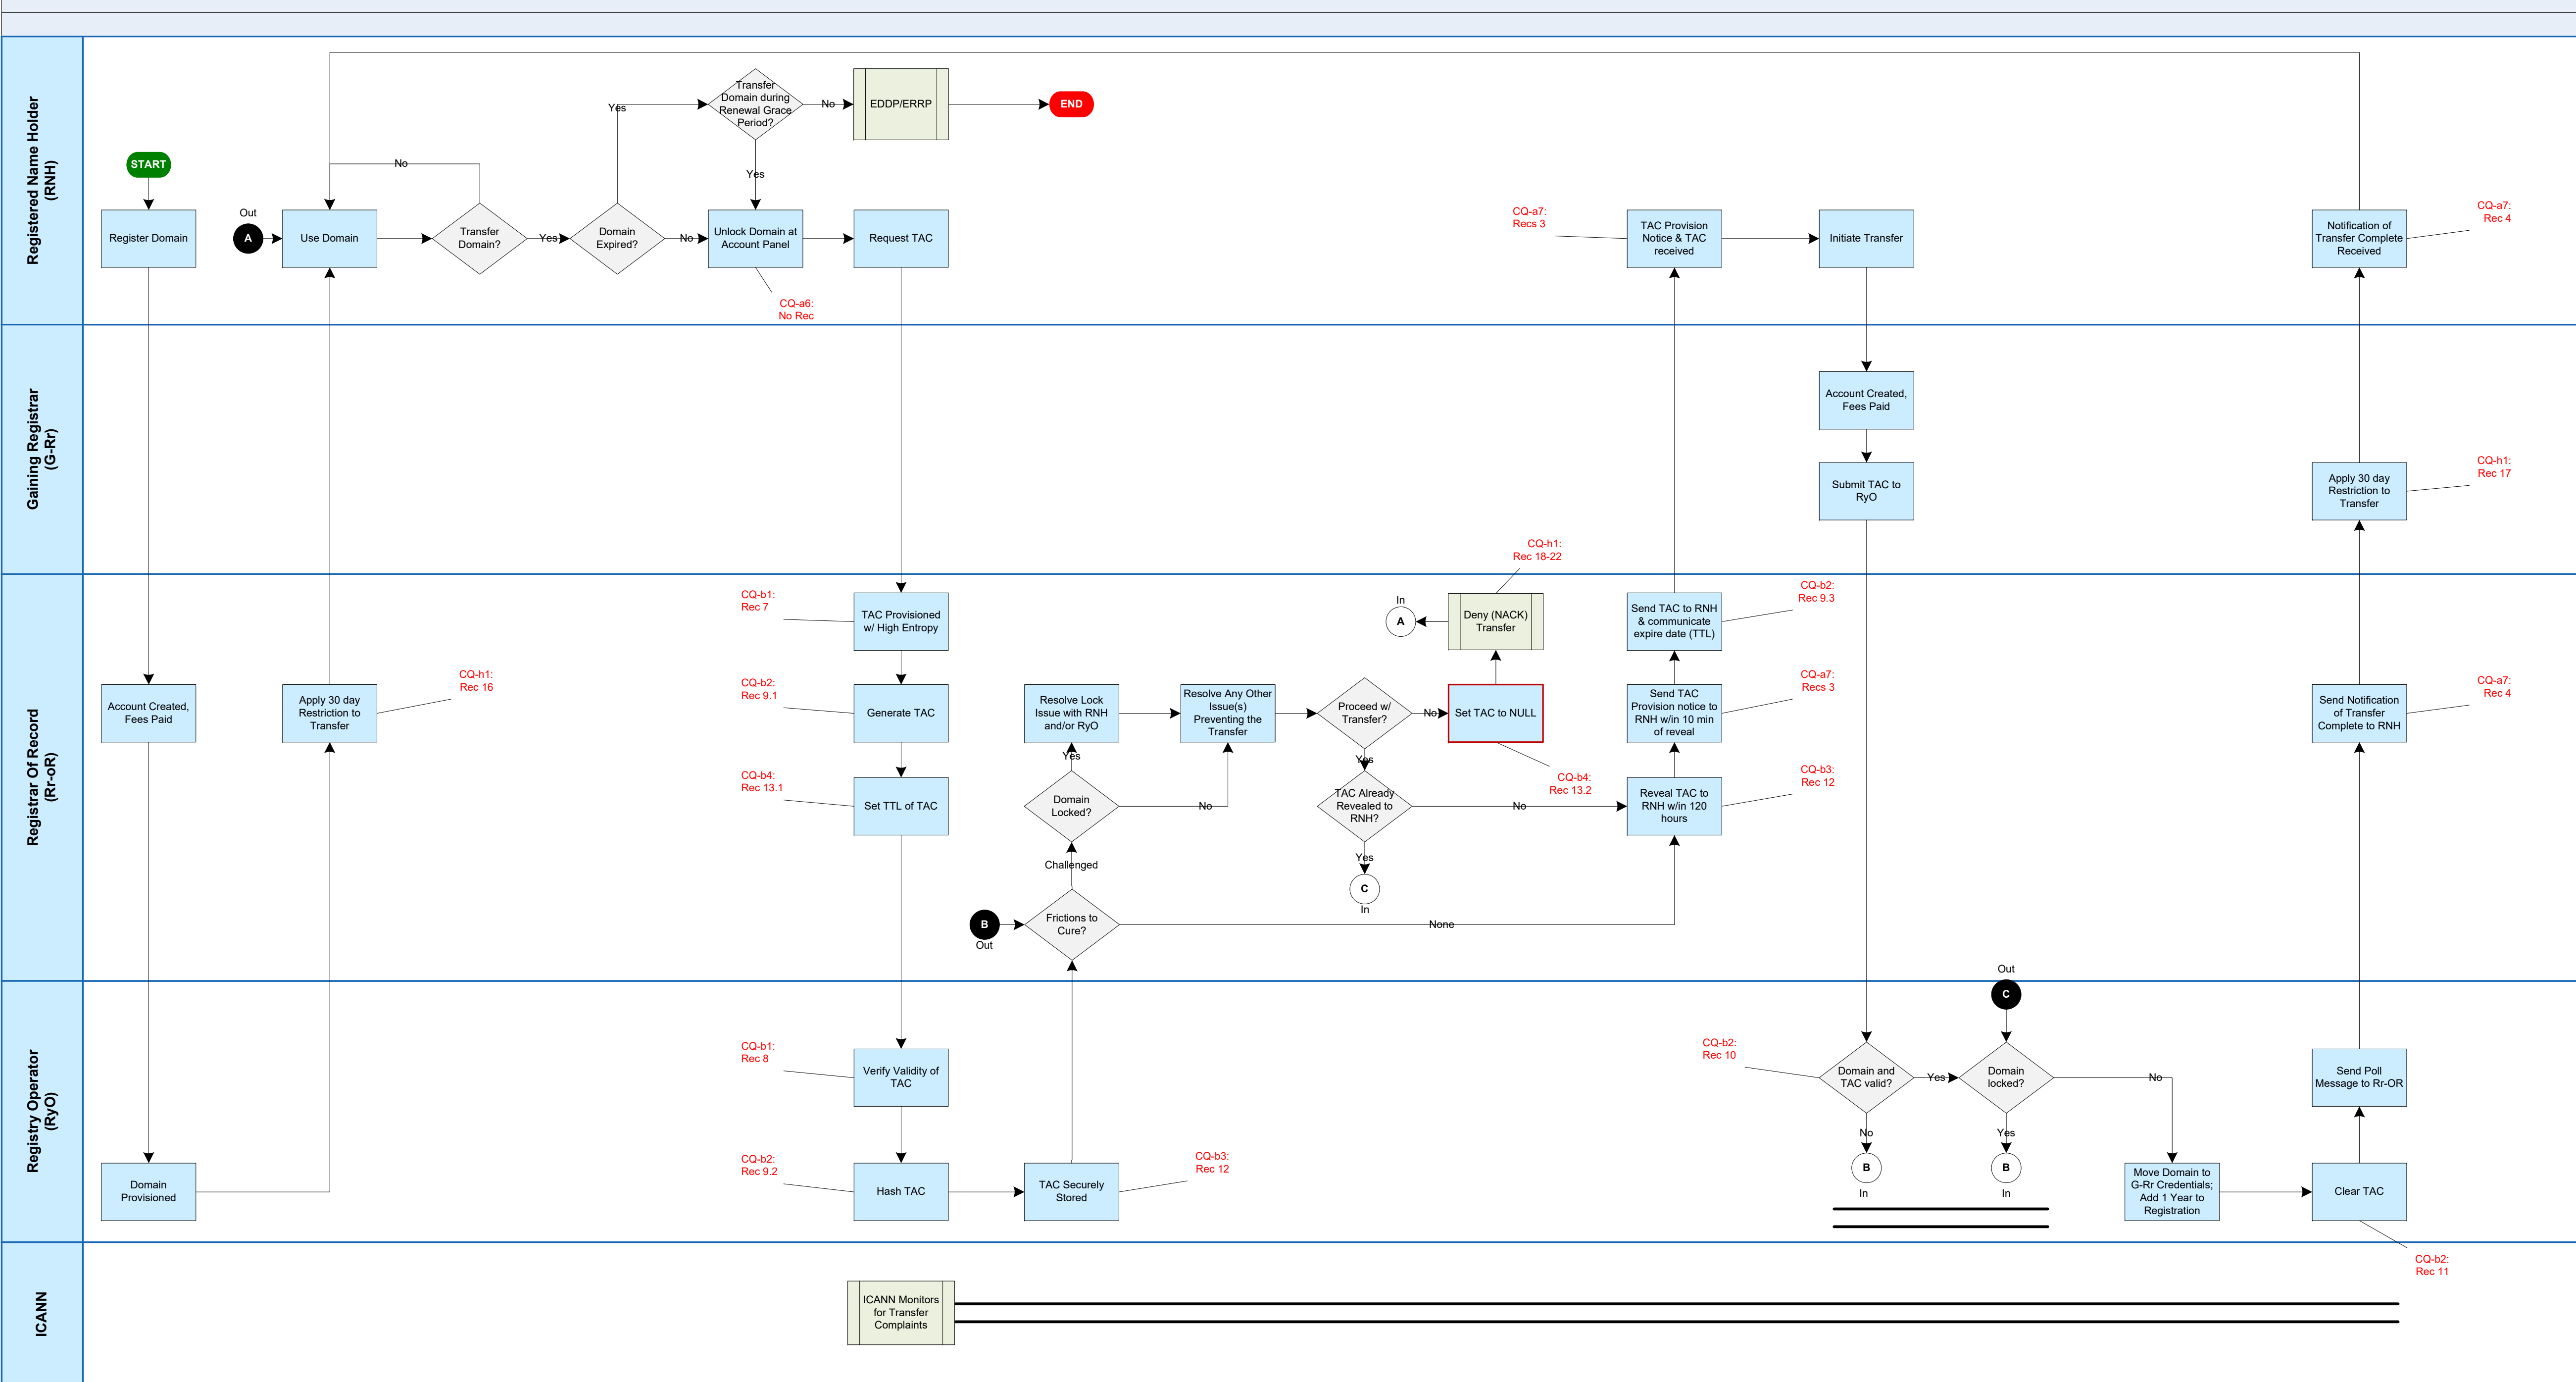 Registered Name Holder
(RNH)
START
Register Domain
Out
A
Use Domain
No
Transfer
Domain?
Yes
Domain
Expired?
Yes
No
Transfer
Domain during
Renewal Grace
Period?
No
Yes
EDDP/ERRP
END
Unlock Domain at
Account Panel
CQ-a6:
No Rec
Request TAC
CQ-a7:
Recs 3
TAC Provision
Notice & TAC
received
Initiate Transfer
Notification of
Transfer Complete
Received
CQ-a7:
Rec 4
Gaining Registrar
(G-Rr)
Account Created,
Fees Paid
Submit TAC to
RyO
Apply 30 day
Restriction to
Transfer
CQ-h1:
Rec 17
Registrar Of Record
(Rr-oR)
Account Created,
Fees Paid
Apply 30 day
Restriction to
Transfer
CQ-h1:
Rec 16
CQ-b1:
Rec 7
TAC Provisioned
w/ High Entropy
CQ-b2:
Rec 9.1
Generate TAC
CQ-b4:
Rec 13.1
Set TTL of TAC
Resolve Lock
Issue with RNH
and/or RyO
Yes
Domain
Locked?
No
Challenged
B
Out
Frictions to
Cure?
None
Resolve Any Other
Issue(s)
Preventing the
Transfer
Proceed w/
Transfer?
No
Yes
TAC Already
Revealed to
RNH?
No
Yes
C
In
In
A
Deny (NACK)
Transfer
CQ-h1:
Rec 18-22
Set TAC to NULL
CQ-b4:
Rec 13.2
Send TAC to RNH
& communicate
expire date (TTL)
CQ-b2:
Rec 9.3
Send TAC
Provision notice to
RNH w/in 10 min
of reveal
CQ-a7:
Recs 3
Reveal TAC to
RNH w/in 120
hours
CQ-b3:
Rec 12
Send Notification
of Transfer
Complete to RNH
CQ-a7:
Rec 4
Registry Operator
(RyO)
Domain
Provisioned
CQ-b1:
Rec 8
Verify Validity of
TAC
CQ-b2:
Rec 9.2
Hash TAC
TAC Securely
Stored
CQ-b3:
Rec 12
CQ-b2:
Rec 10
Domain and
TAC valid?
Yes
No
B
In
Out
C
Domain
locked?
No
Yes
B
In
Move Domain to
G-Rr Credentials;
Add 1 Year to
Registration
Clear TAC
CQ-b2:
Rec 11
Send Poll
Message to Rr-OR
ICANN
ICANN Monitors
for Transfer
Complaints